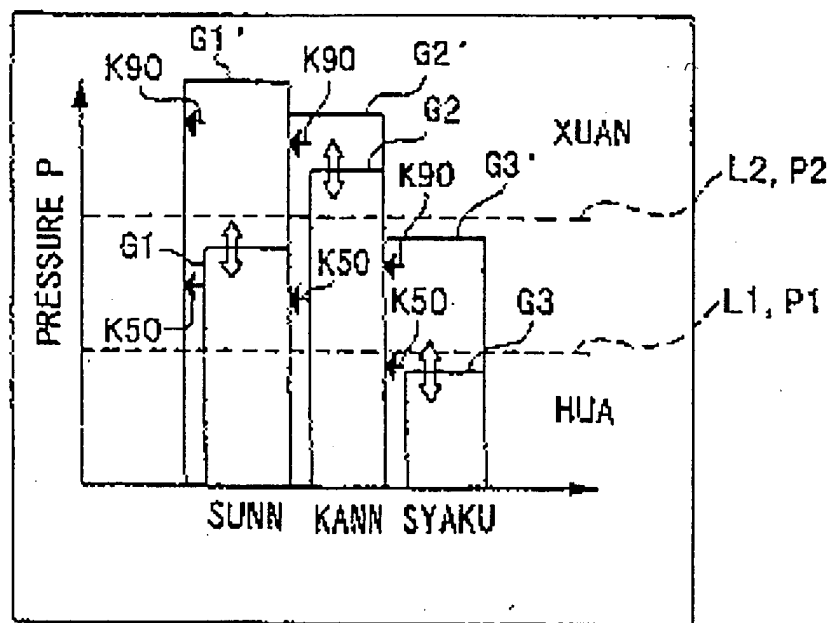 G1'
K90
K90
G2'
G2
XUAN
G3'
K90
L2, P2
PRESSURE P
G1
K50
K50
K50
G3
L1, P1
HUA
SUNN KANN SYAKU